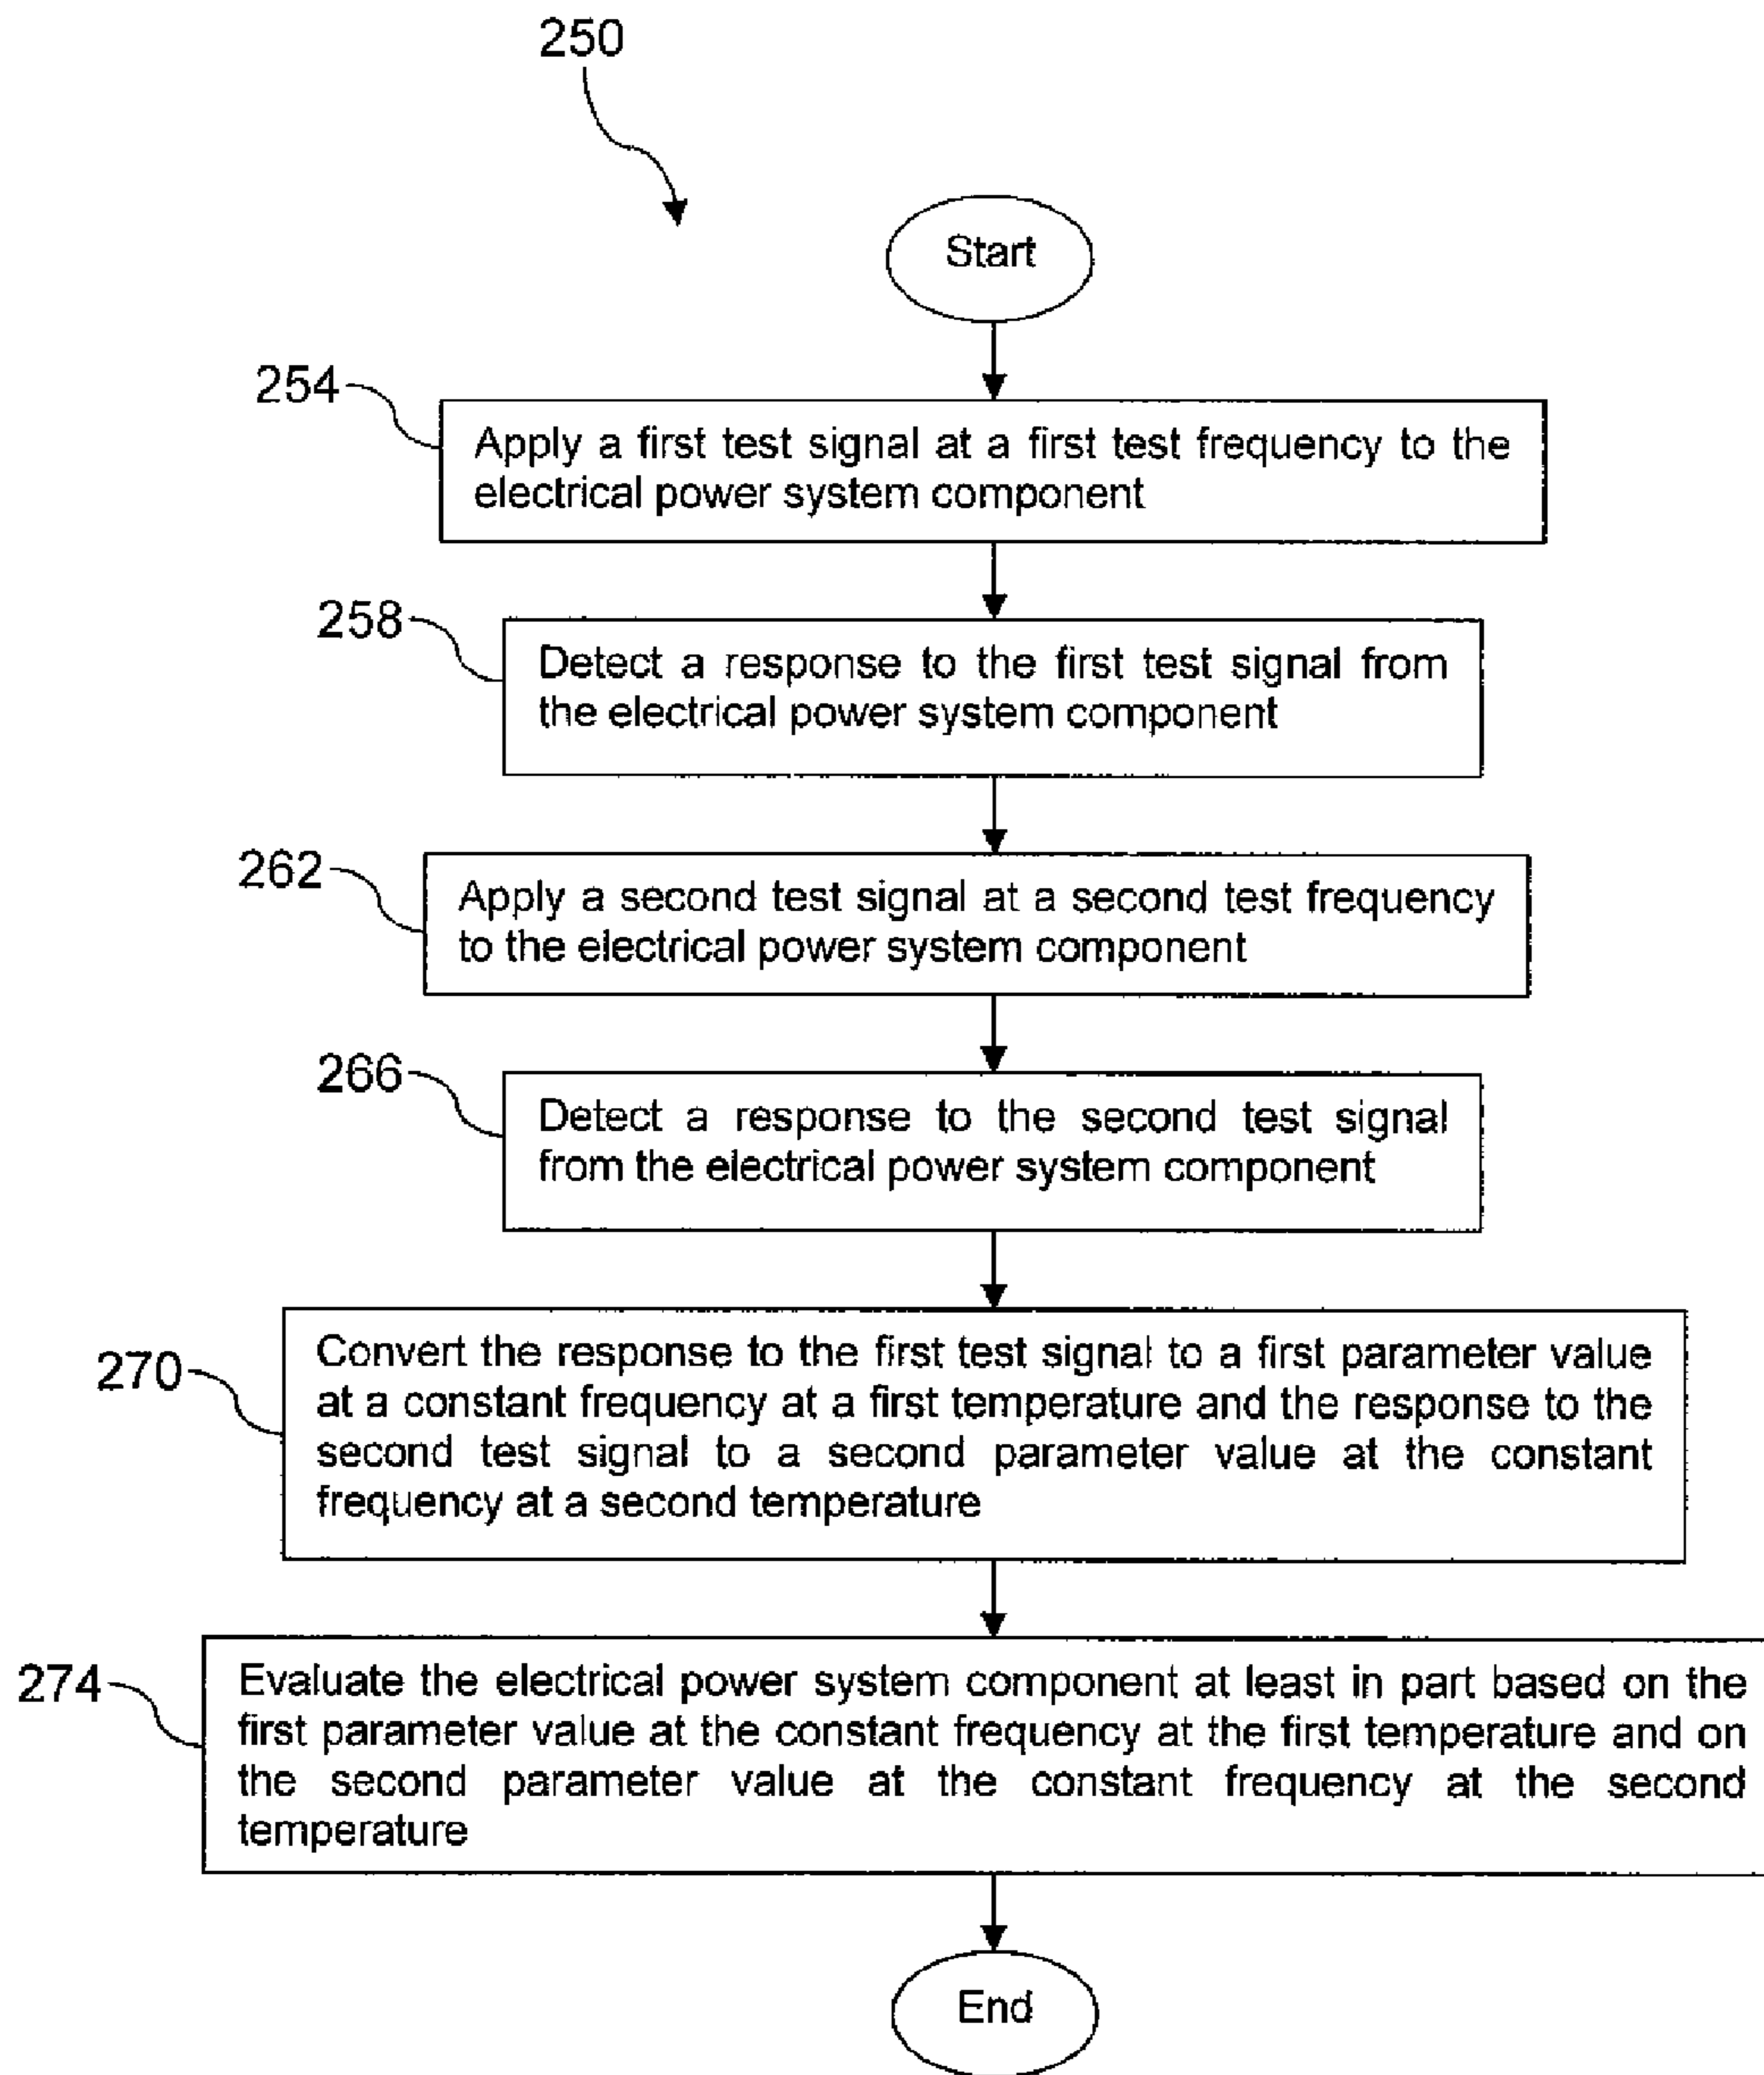 250
Start
254
Apply a first test signal at a first test frequency to the
electrical power system component
258
Detect a response to the first test signal from
the electrical power system component
262
Apply a second test signal at a second test frequency
to the electrical power system component
266
Detect a response to the second test signal
from the electrical power system component
270
Convert the response to the first test signal to a first parameter value
at a constant frequency at a first temperature and the response to the
second test signal to a second parameter value at the constant
frequency at a second temperature
274
Evaluate the electrical power system component at least in part based on the
first parameter value at the constant frequency at the first temperature and on
the second parameter value at the constant frequency at the second
temperature
End